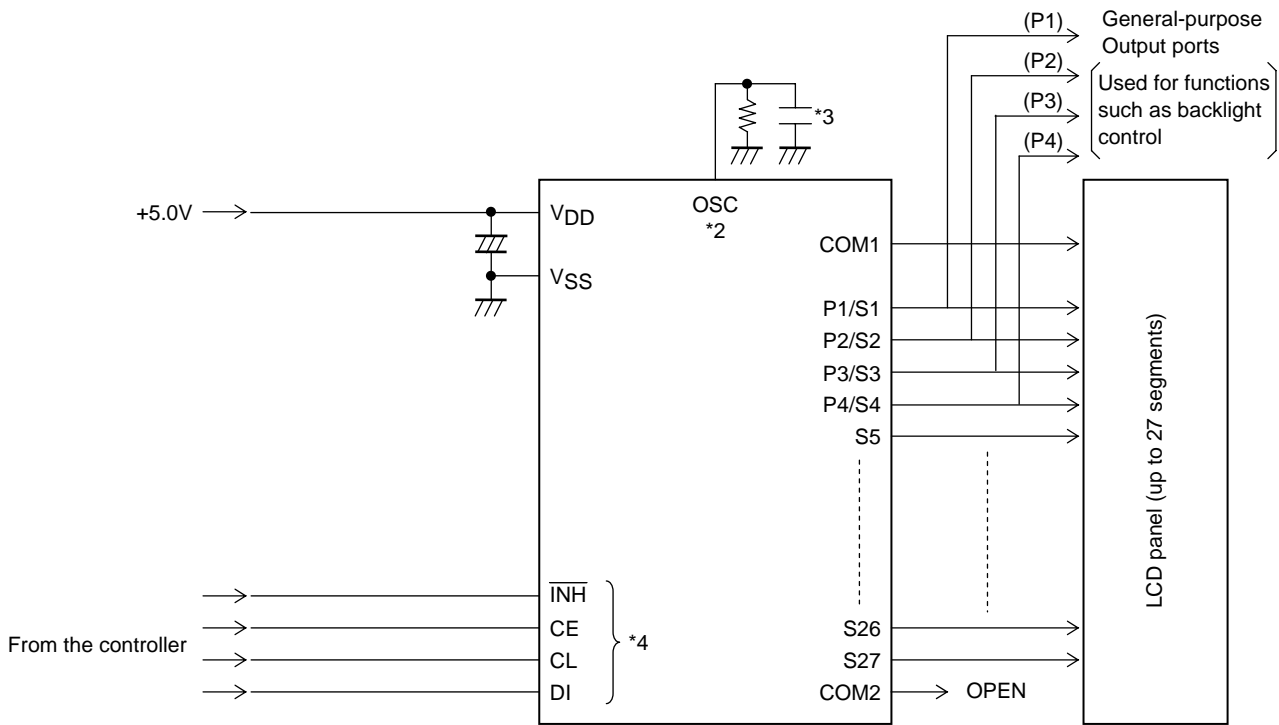 (P1)
General-purpose
Output ports
(P2)
Used for functions
such as backlight
control
(P3)
(P4)
*3
+5.0V
VDD
OSC
*2
COM1
VSS
P1/S1
P2/S2
P3/S3
P4/S4
S5
LCD panel (up to 27 segments)
INH
CE
CL
DI
*4
From the controller
S26
S27
COM2
OPEN